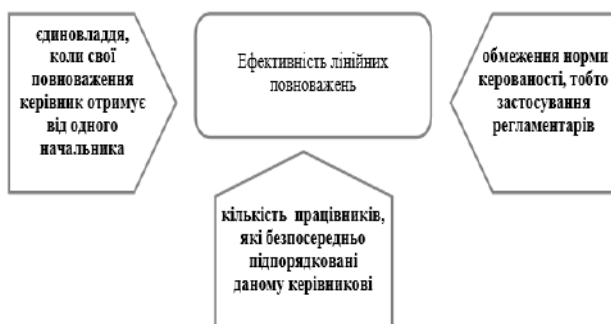 єдиновладдя,
коли свої
повноваження
керівник отримує
від одного
начальника
Ефективність лінійних
повноважень
обмеження норми
керованості, тобто
застосування
регламентарів
кількість працівників,
які безпосередньо
підпорядковані
даному керівникові